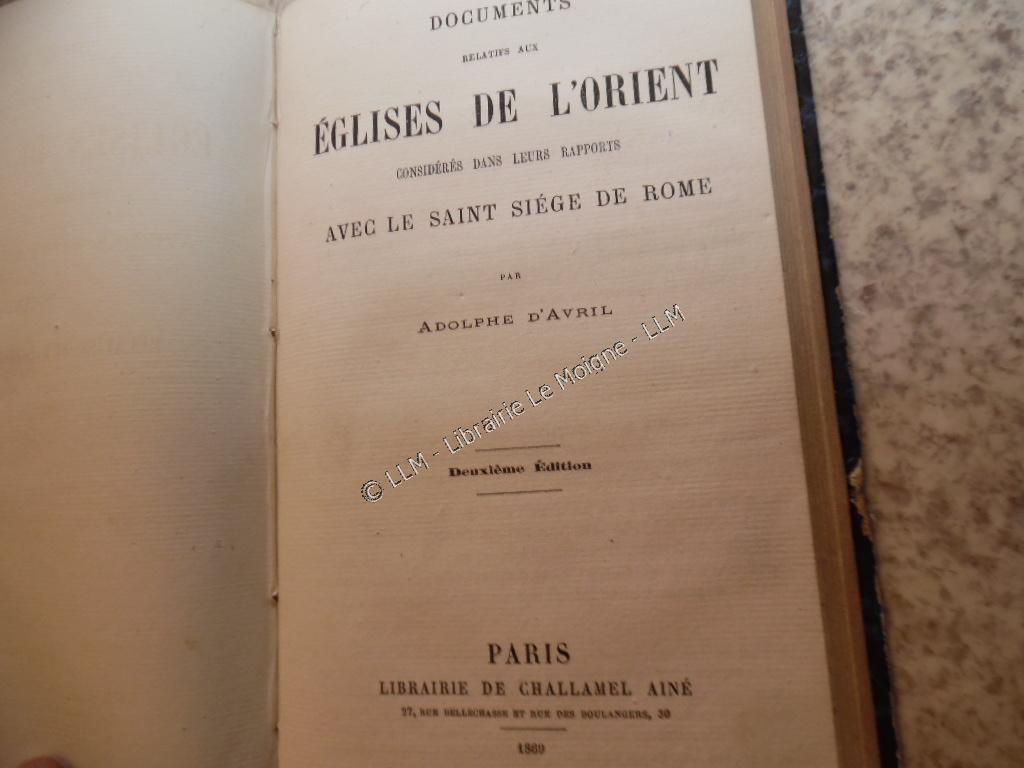 DOCUMENTS
RELATIFS AUX
ÉGLISES DE L'ORIENT
CONSIDÉRÉS DANS LEURS RAPPORTS
AVEC LE SAINT SIÉGE DE ROME
PAR
ADOLPHE D'AVRIL
© LLM - Librairie Le Moigne - LLM
Deuxième Édition
PARIS
LIBRAIRIE DE CHALLAMEL AINÉ
27, RUE BELLECHASSE ET RUE DES BOULANGERS, 30
1869